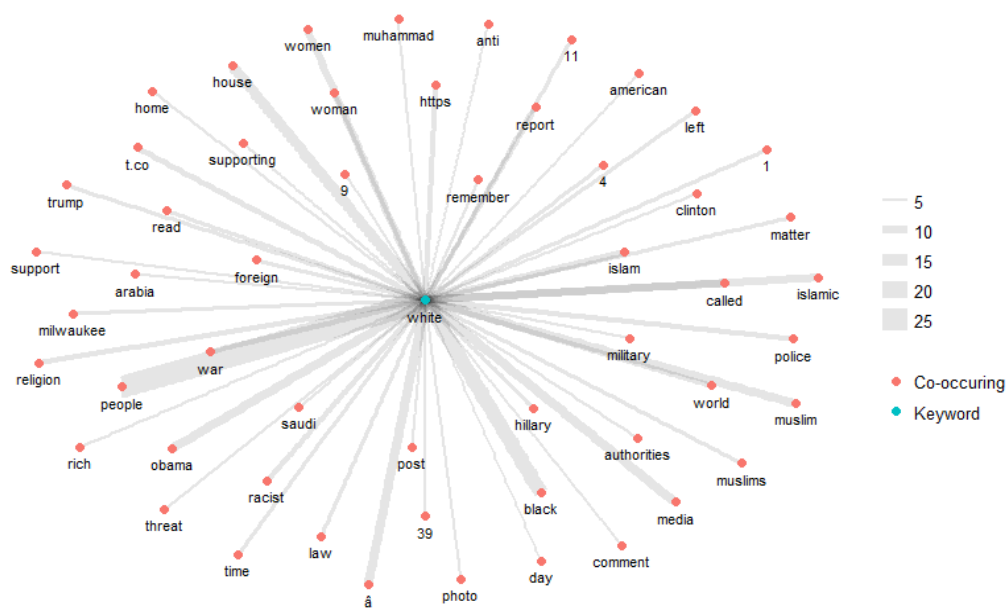 muhammad
anti
women
11
house
american
home
woman
https
report
left
t.co
supporting
9
remember
4
1
trump
read
clinton
matter
support
arabia
foreign
islam
called
islamic
milwaukee
white
religion
people
war
military
police
world
muslim
rich
obama
saudi
hillary
authorities
muslims
threat
racist
post
black
media
time
law
39
comment
â
photo
day
5
10
15
20
25
Co-occuring
Keyword